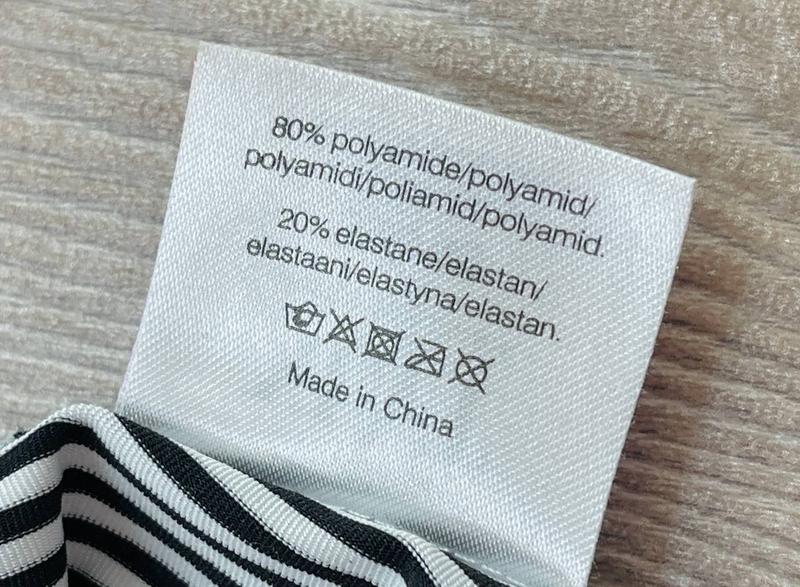 80% polyamide/polyamid/
polyamidi/poliamid/polyamid.
20% elastane/elastan/
elastaani/elastyna/elastan.
Made in China